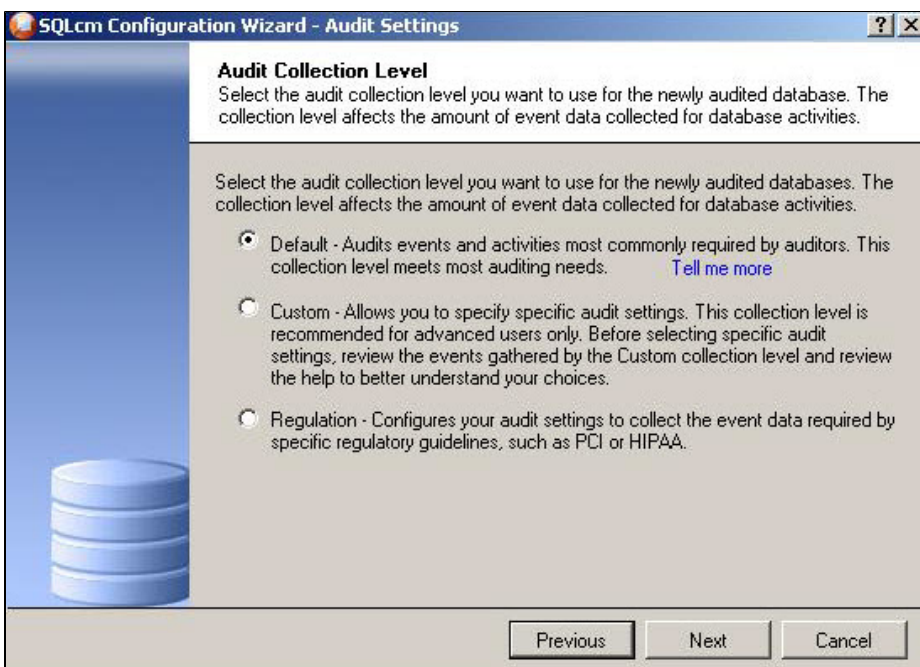 SQLcm Configuration Wizard - Audit Settings
Audit Collection Level
Select the audit collection level you want to use for the newly audited database. The
collection level affects the amount of event data collected for database activities.
Select the audit collection level you want to use for the newly audited databases. The
collection level affects the amount of event data collected for database activities.
Default - Audits events and activities most commonly required by auditors. This
collection level meets most auditing needs. Tell me more
Custom - Allows you to specify specific audit settings. This collection level is
recommended for advanced users only. Before selecting specific audit
settings, review the events gathered by the Custom collection level and review
the help to better understand your choices.
Regulation - Configures your audit settings to collect the event data required by
specific regulatory guidelines, such as PCI or HIPAA.
Previous Next Cancel